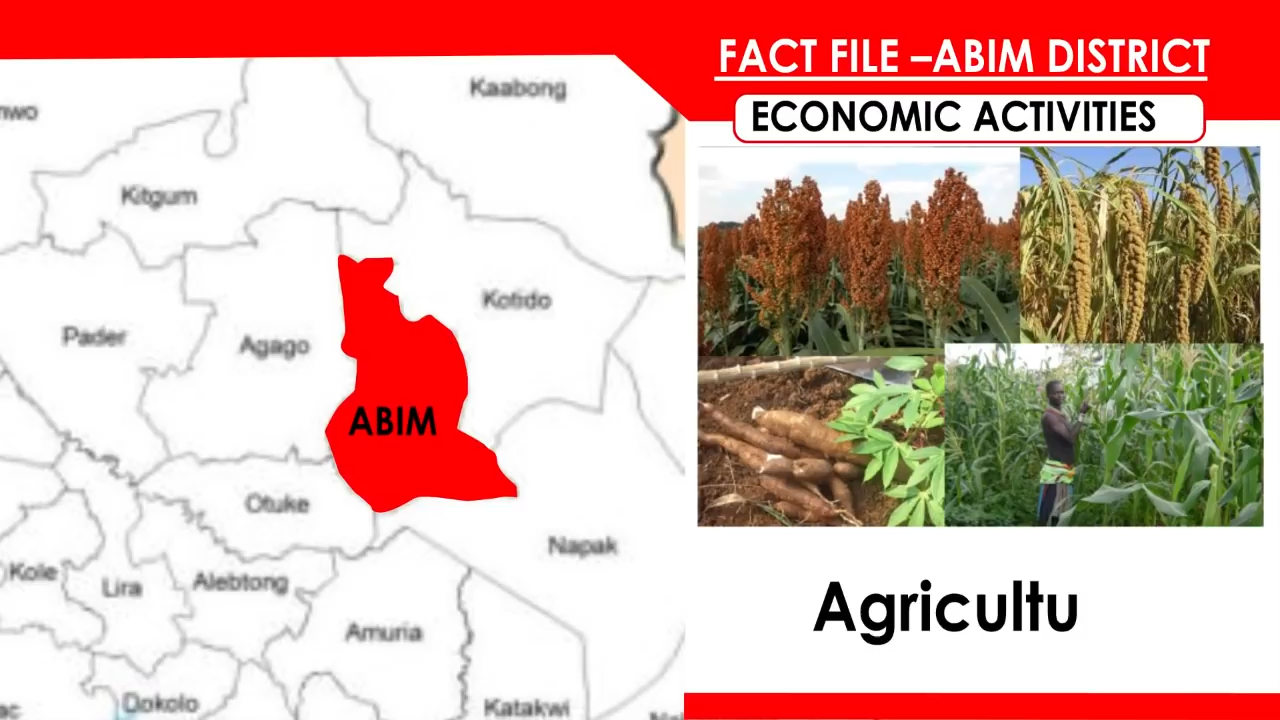 FACT FILE –ABIM DISTRICT
ECONOMIC ACTIVITIES
Kaabong
nwo
Kitgum
Kotido
Pader
Agago
ABIM
Otuke
Napak
Kole
Lira
Alebtong
Amuria
Dokolo
Katakwi
Agricultu